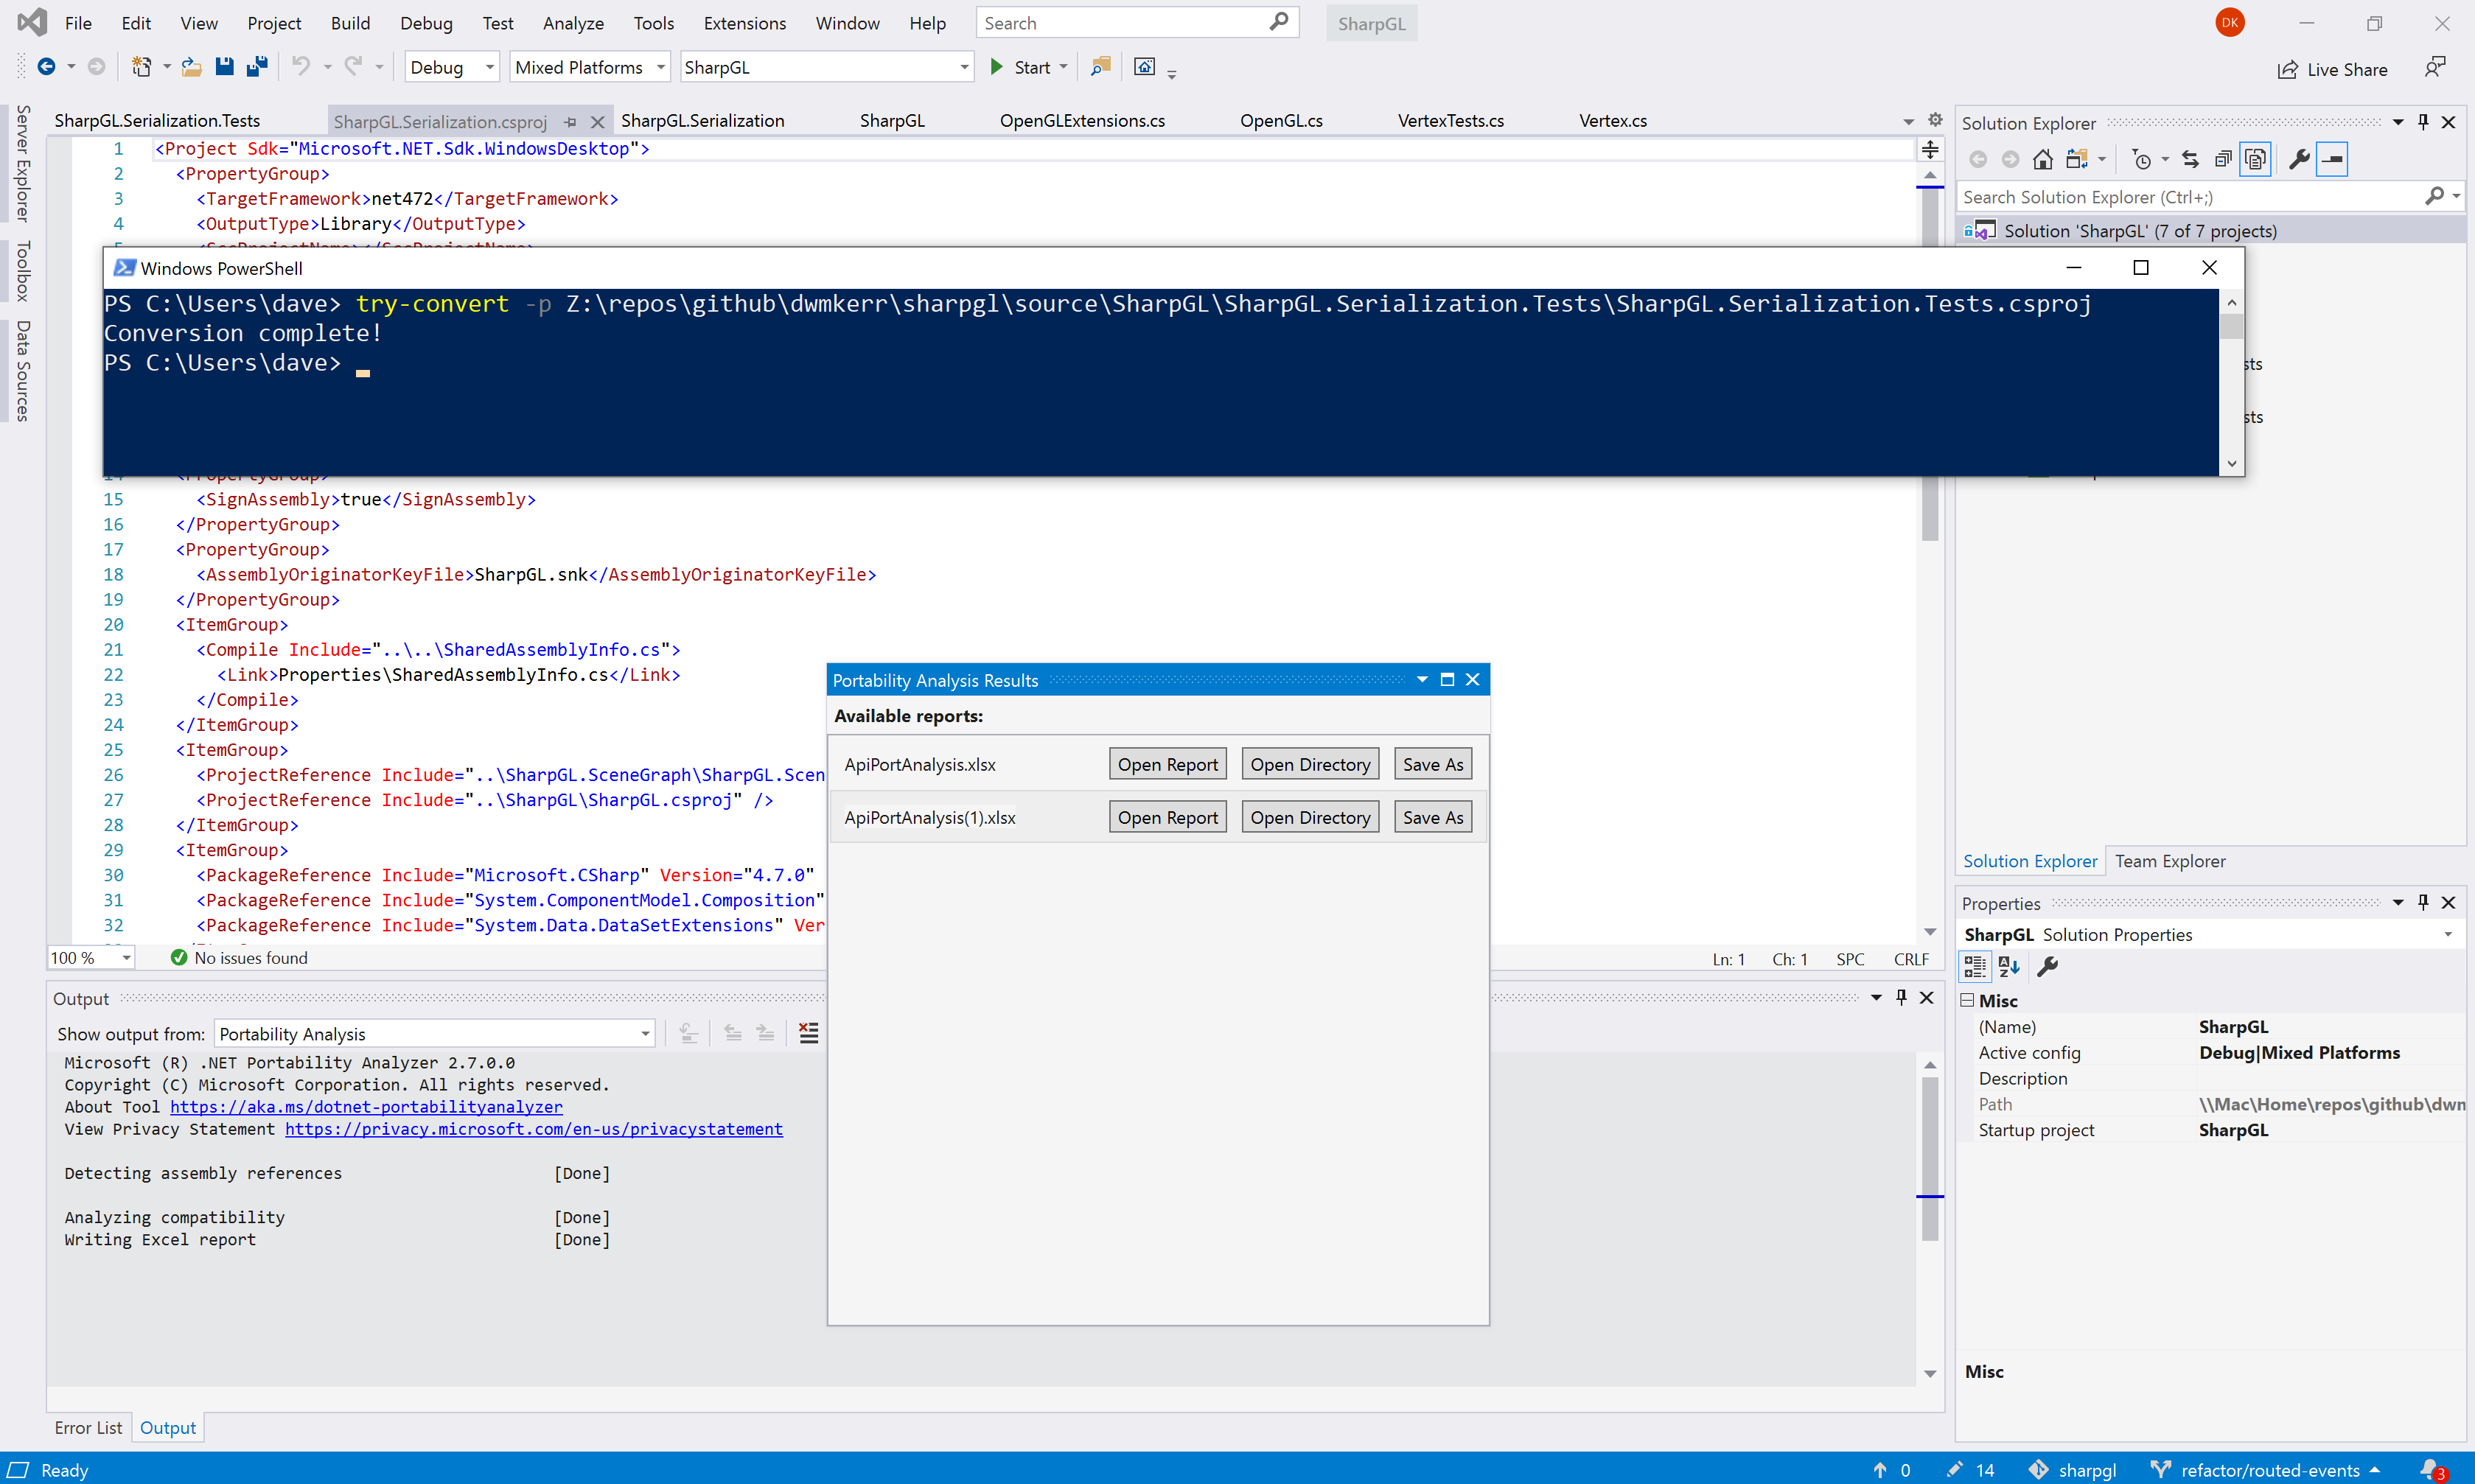 File Edit View Project Build Debug Test Analyze Tools Extensions Window Help Search SharpGL DK
Debug Mixed Platforms SharpGL Start Live Share
Server Explorer
Toolbox
Data Sources
SharpGL.Serialization.Tests SharpGL.Serialization.csproj SharpGL.Serialization SharpGL OpenGLExtensions.cs OpenGL.cs VertexTests.cs Vertex.cs
1 <Project Sdk="Microsoft.NET.Sdk.WindowsDesktop">
2 <PropertyGroup>
3 <TargetFramework>net472</TargetFramework>
4 <OutputType>Library</OutputType>
Windows PowerShell
PS C:\Users\dave> try-convert -p Z:\repos\github\dwmkerr\sharpgl\source\SharpGL\SharpGL.Serialization.Tests\SharpGL.Serialization.Tests.csproj
Conversion complete!
PS C:\Users\dave>
15 <SignAssembly>true</SignAssembly>
16 </PropertyGroup>
17 <PropertyGroup>
18 <AssemblyOriginatorKeyFile>SharpGL.snk</AssemblyOriginatorKeyFile>
19 </PropertyGroup>
20 <ItemGroup>
21 <Compile Include="..\..\SharedAssemblyInfo.cs">
22 <Link>Properties\SharedAssemblyInfo.cs</Link>
23 </Compile>
24 </ItemGroup>
25 <ItemGroup>
26 <ProjectReference Include="..\SharpGL.SceneGraph\SharpGL.Scen
27 <ProjectReference Include="..\SharpGL\SharpGL.csproj" />
28 </ItemGroup>
29 <ItemGroup>
30 <PackageReference Include="Microsoft.CSharp" Version="4.7.0"
31 <PackageReference Include="System.ComponentModel.Composition"
32 <PackageReference Include="System.Data.DataSetExtensions" Ver
100 % No issues found Ln: 1 Ch: 1 SPC CRLF
Portability Analysis Results
Available reports:
ApiPortAnalysis.xlsx Open Report Open Directory Save As
ApiPortAnalysis(1).xlsx Open Report Open Directory Save As
Output
Show output from: Portability Analysis
Microsoft (R) .NET Portability Analyzer 2.7.0.0
Copyright (C) Microsoft Corporation. All rights reserved.
About Tool https://aka.ms/dotnet-portabilityanalyzer
View Privacy Statement https://privacy.microsoft.com/en-us/privacystatement
Detecting assembly references [Done]
Analyzing compatibility [Done]
Writing Excel report [Done]
Error List Output
Solution Explorer
Search Solution Explorer (Ctrl+;)
Solution 'SharpGL' (7 of 7 projects)
sts
sts
Solution Explorer Team Explorer
Properties
SharpGL Solution Properties
Misc
(Name) SharpGL
Active config Debug|Mixed Platforms
Description
Path \\Mac\Home\repos\github\dwm
Startup project SharpGL
Misc
Ready 0 14 sharpgl refactor/routed-events 3